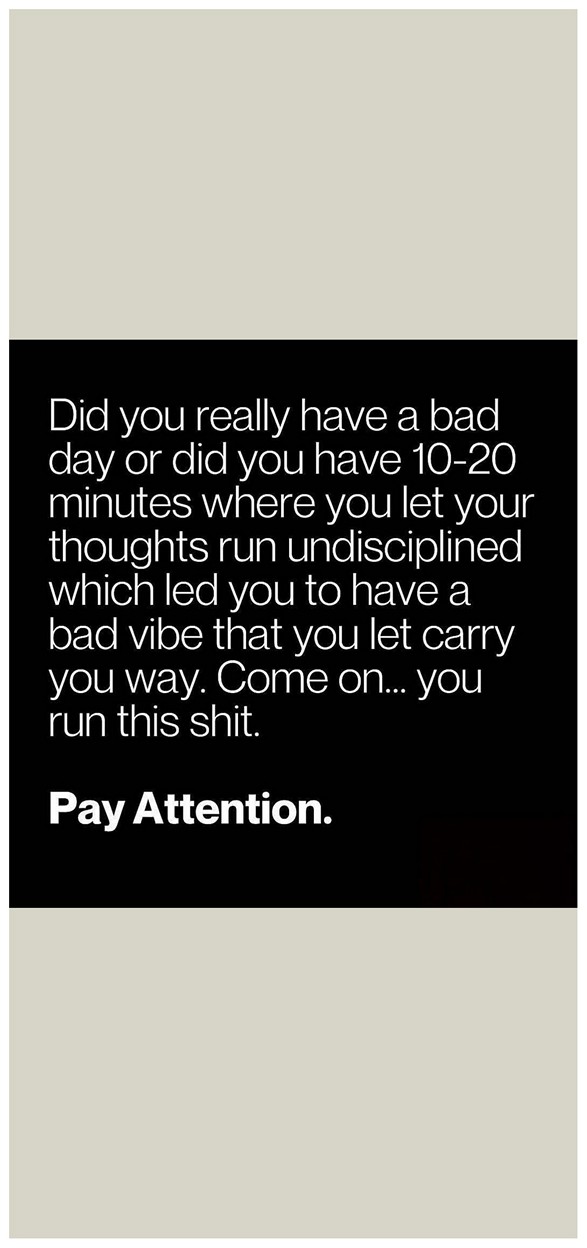 Did you really have a bad
day or did you have 10-20
minutes where you let your
thoughts run undisciplined
which led you to have a
bad vibe that you let carry
you way. Come on... you
run this shit.
Pay Attention.